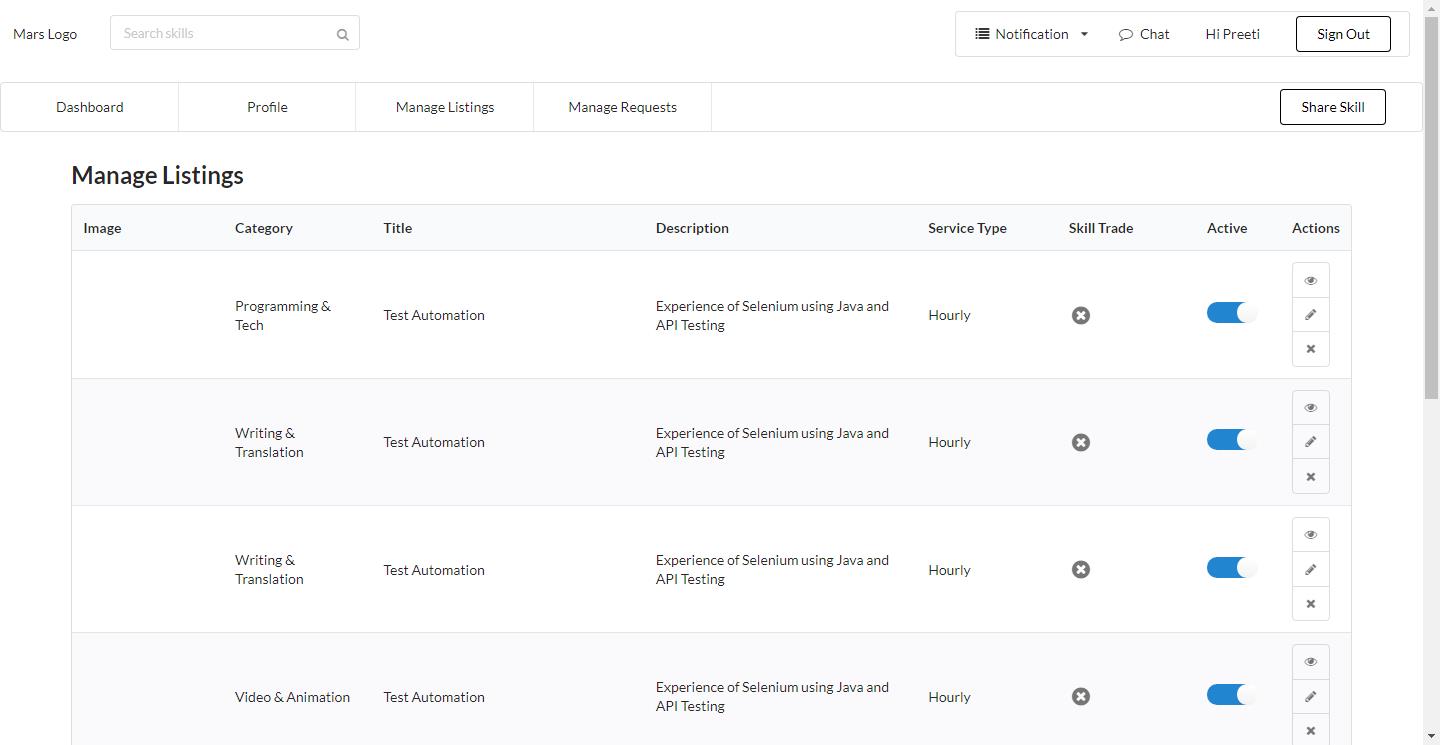 Mars Logo
Search skills
Notification
Chat
Hi Preeti
Sign Out
Dashboard
Profile
Manage Listings
Manage Requests
Share Skill
Manage Listings
Image Category Title Description Service Type Skill Trade Active Actions
Programming &
Tech
Test Automation
Experience of Selenium using Java and
API Testing
Hourly
Writing &
Translation
Test Automation
Experience of Selenium using Java and
API Testing
Hourly
Writing &
Translation
Test Automation
Experience of Selenium using Java and
API Testing
Hourly
Video & Animation
Test Automation
Experience of Selenium using Java and
API Testing
Hourly